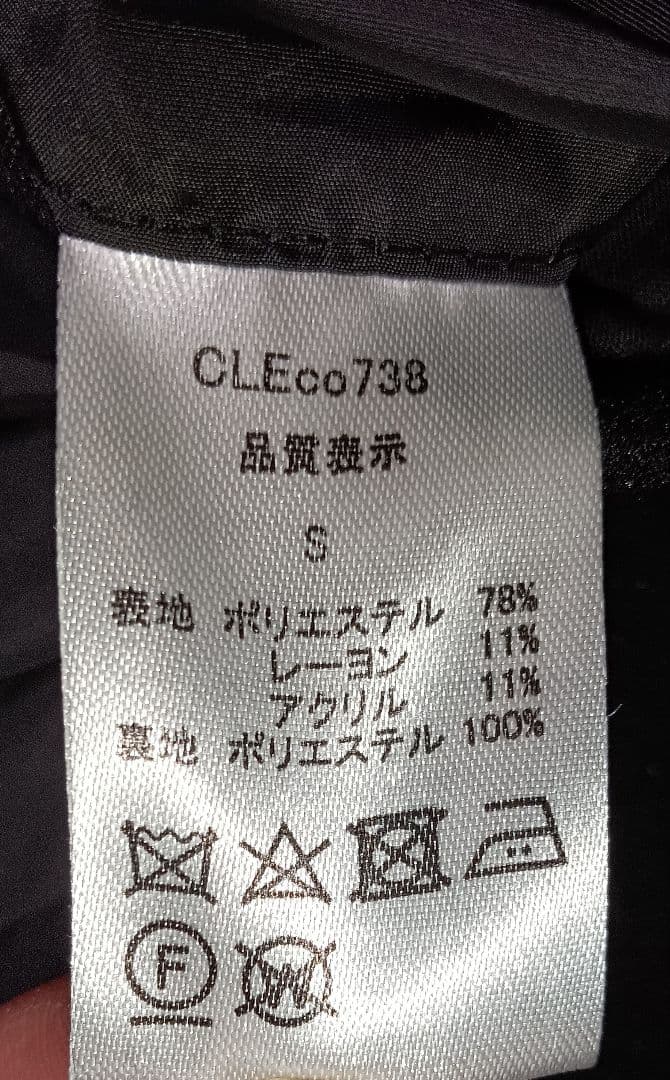 CLEco738
品質表示
S
表地 ポリエステル 78%
レーヨン 11%
アクリル 11%
裏地 ポリエステル 100%
F
W